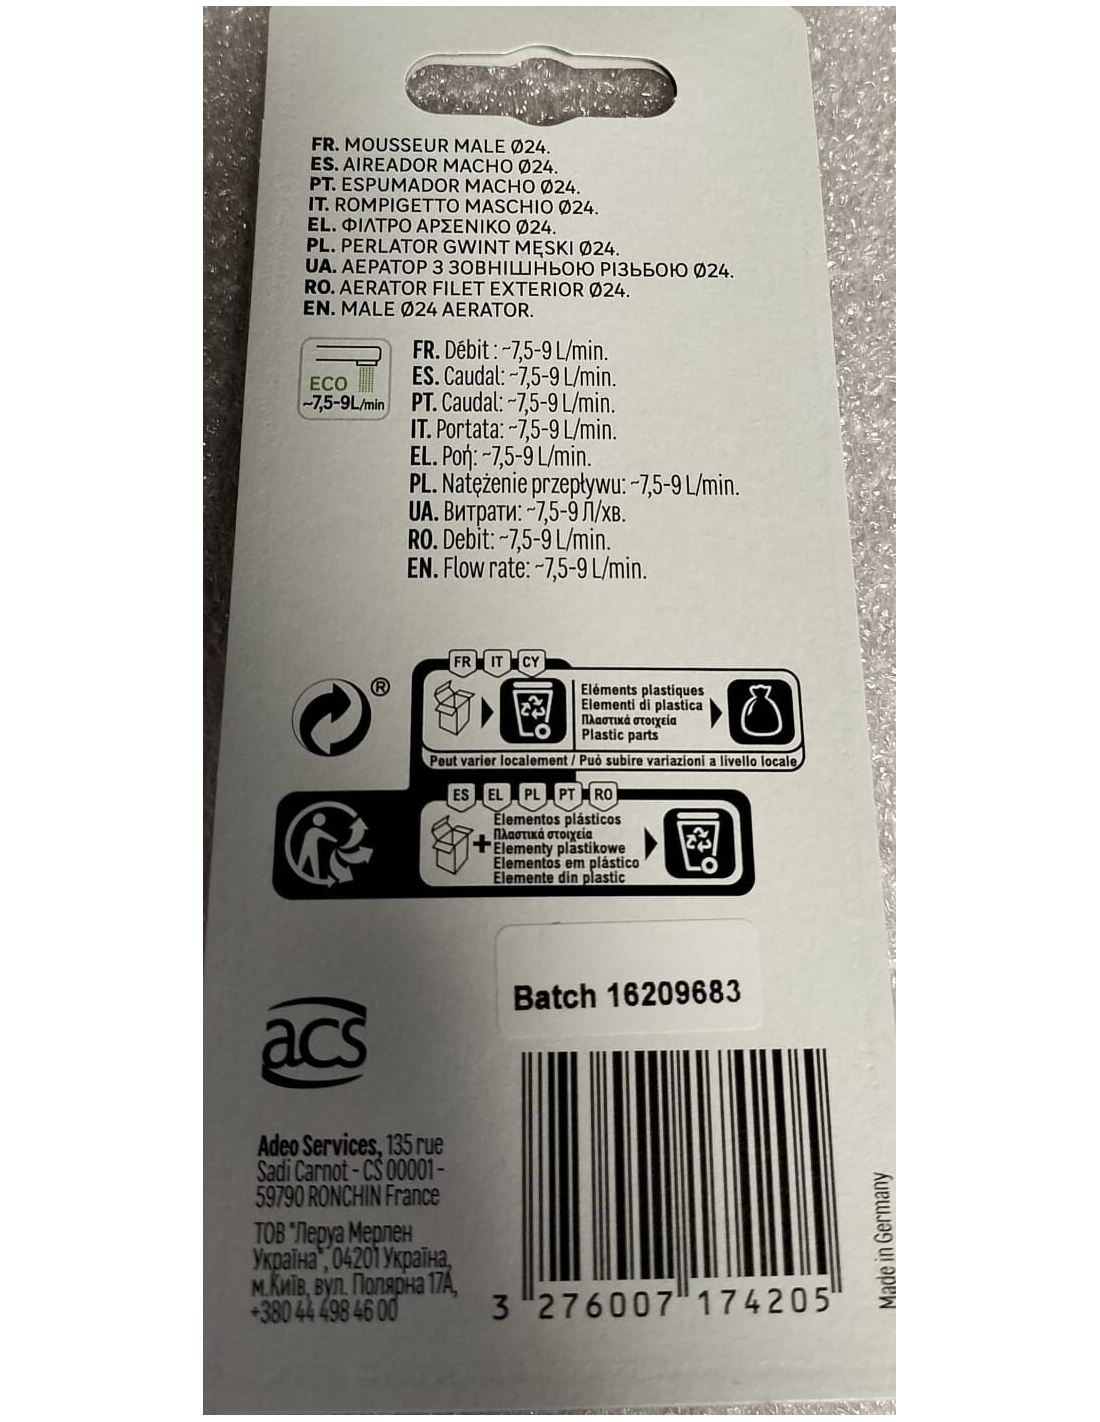 FR. MOUSSEUR MALE Ø24.
ES. AIREADOR MACHO Ø24.
PT. ESPUMADOR MACHO Ø24.
IT. ROMPIGETTO MASCHIO Ø24.
EL. ΦΙΛΤΡΟ ΑΡΣΕΝΙΚΟ Ø24.
PL. PERLATOR GWINT MĘSKI Ø24.
UA. АЕРАТОР З ЗОВНІШНЬОЮ РІЗЬБОЮ Ø24.
RO. AERATOR FILET EXTERIOR Ø24.
EN. MALE Ø24 AERATOR.
ECO
~7,5-9L/min
FR. Débit : ~7,5-9 L/min.
ES. Caudal: ~7,5-9 L/min.
PT. Caudal: ~7,5-9 L/min.
IT. Portata: ~7,5-9 L/min.
EL. Ροή: ~7,5-9 L/min.
PL. Natężenie przepływu: ~7,5-9 L/min.
UA. Витрати: ~7,5-9 Л/хв.
RO. Debit: ~7,5-9 L/min.
EN. Flow rate: ~7,5-9 L/min.
®
FR IT CY
Eléments plastiques
Elementi di plastica
Πλαστικά στοιχεία
Plastic parts
Peut varier localement / Può subire variazioni a livello locale
ES EL PL PT RO
+
Elementos plásticos
Πλαστικά στοιχεία
Elementy plastikowe
Elementos em plástico
Elemente din plastic
Batch 16209683
acs
Adeo Services, 135 rue
Sadi Carnot - CS 00001 -
59790 RONCHIN France
ТОВ "Леруа Мерлен
Україна", 04201 Україна,
м.Київ, вул. Полярна 17А,
+380 44 498 46 00
3 276007 174205
Made in Germany